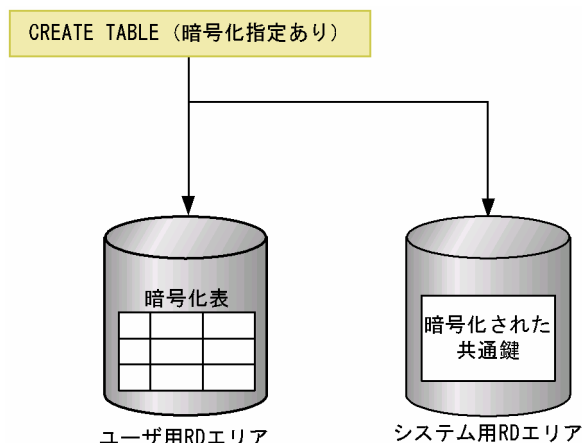 CREATE TABLE（暗号化指定あり）
暗号化表
暗号化された
共通鍵
ユーザ用RDエリア
システム用RDエリア